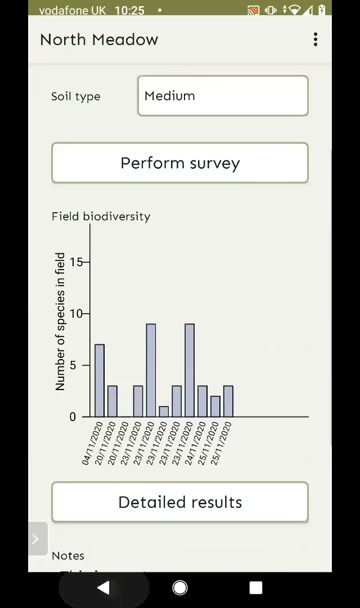 vodafone UK 10:25
North Meadow
Soil type
Medium
Perform survey
Field biodiversity
Number of species in field
15
10
5
0
04/11/2020
20/11/2020
20/11/2020
23/11/2020
23/11/2020
23/11/2020
23/11/2020
23/11/2020
24/11/2020
25/11/2020
25/11/2020
Detailed results
Notes